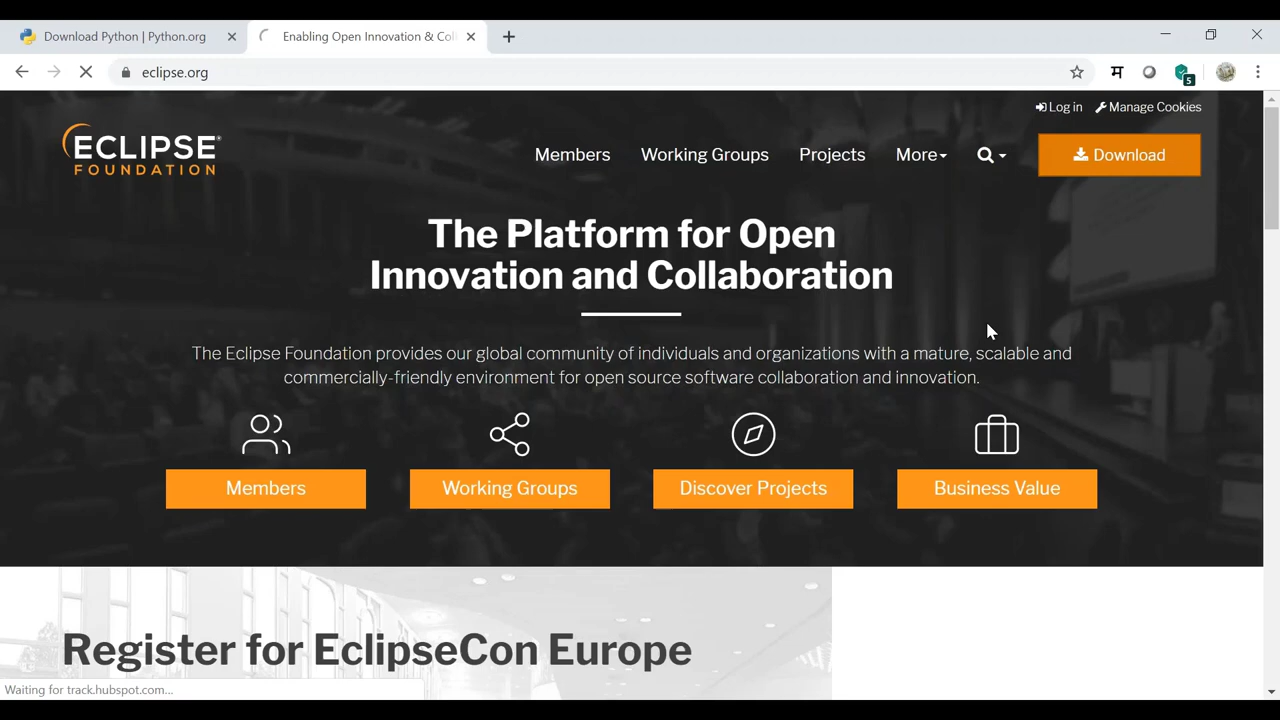 Download Python | Python.org
Enabling Open Innovation & Col
eclipse.org
म
5
Log in Manage Cookies
ECLIPSE®
FOUNDATION
Members Working Groups Projects More Download
The Platform for Open
Innovation and Collaboration
The Eclipse Foundation provides our global community of individuals and organizations with a mature, scalable and
commercially-friendly environment for open source software collaboration and innovation.
Members Working Groups Discover Projects Business Value
Register for EclipseCon Europe
Waiting for track.hubspot.com...